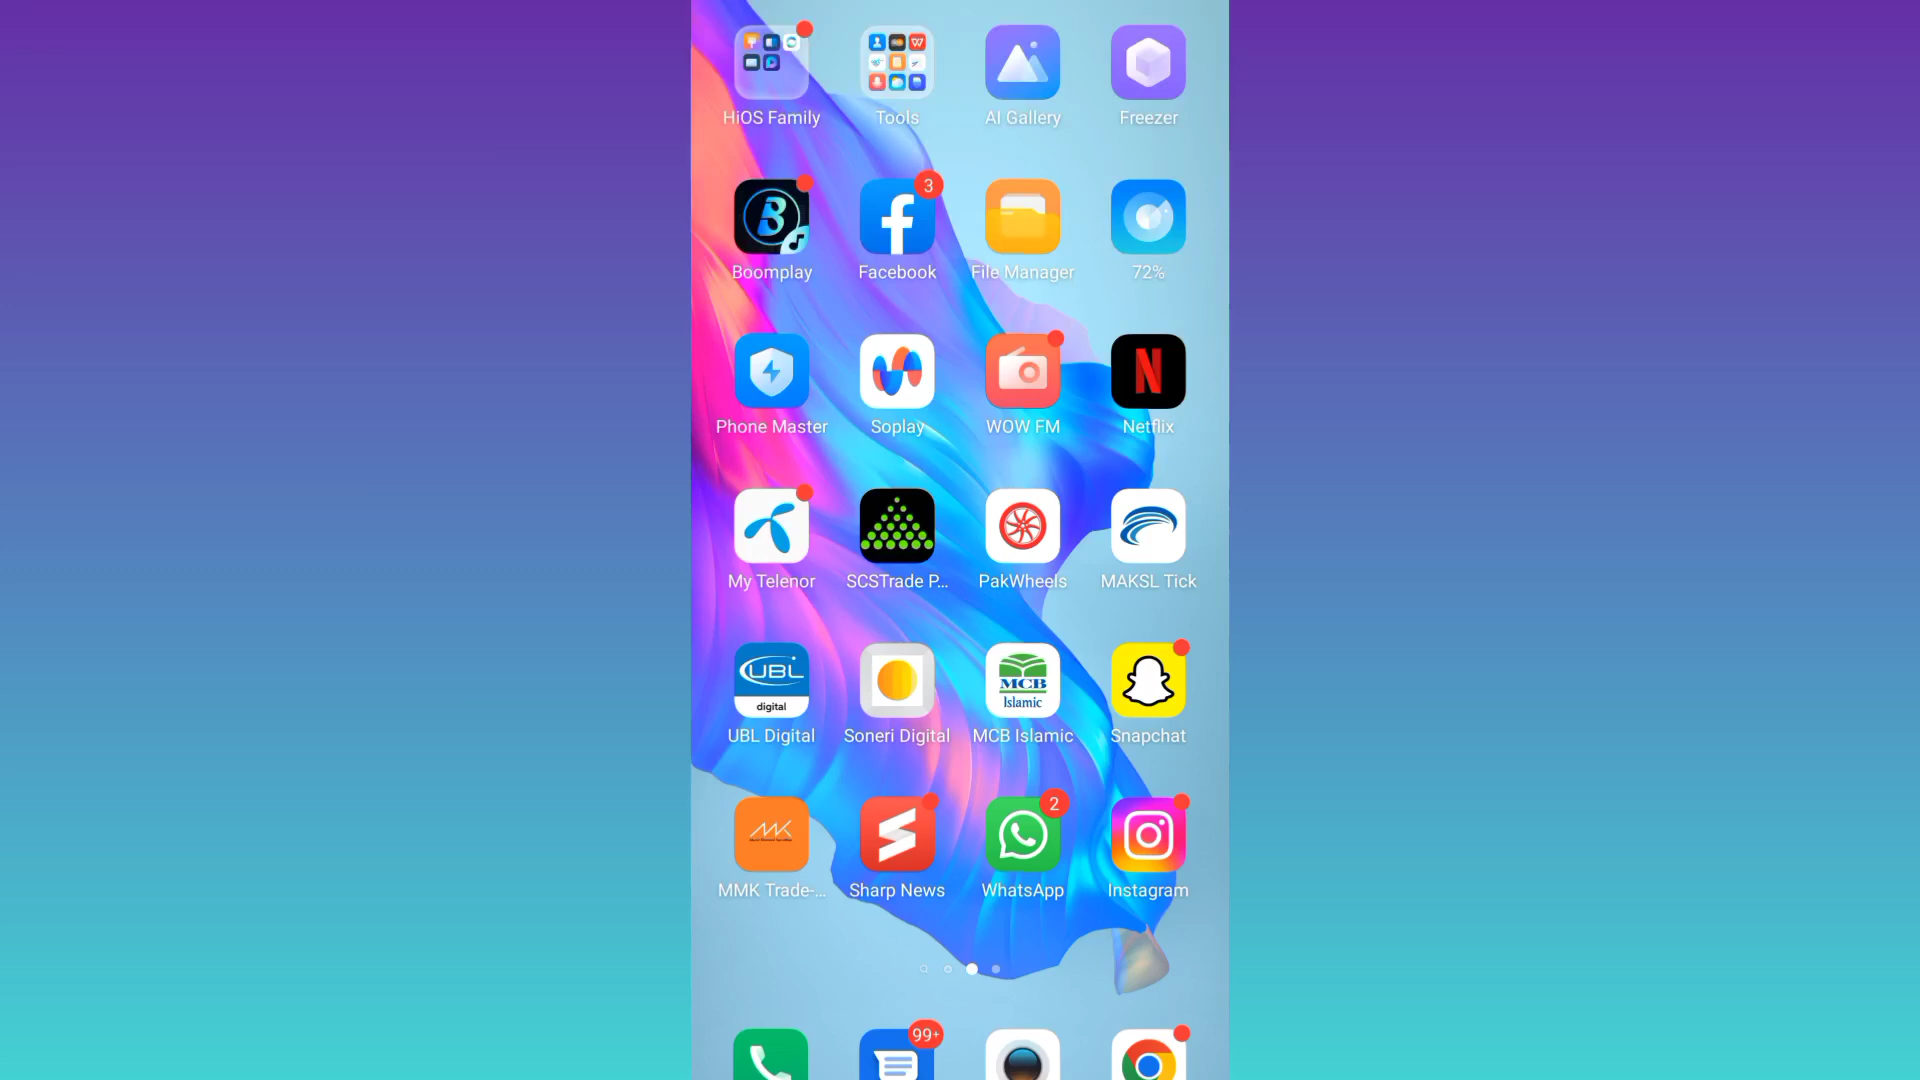 HiOS Family Tools AI Gallery Freezer
3
Boomplay Facebook File Manager 72%
Phone Master Soplay WOW FM Netflix
My Telenor SCSTrade P... PakWheels MAKSL Tick
UBL
digital
MCB
Islamic
UBL Digital Soneri Digital MCB Islamic Snapchat
2
MMK Trade-... Sharp News WhatsApp Instagram
99+